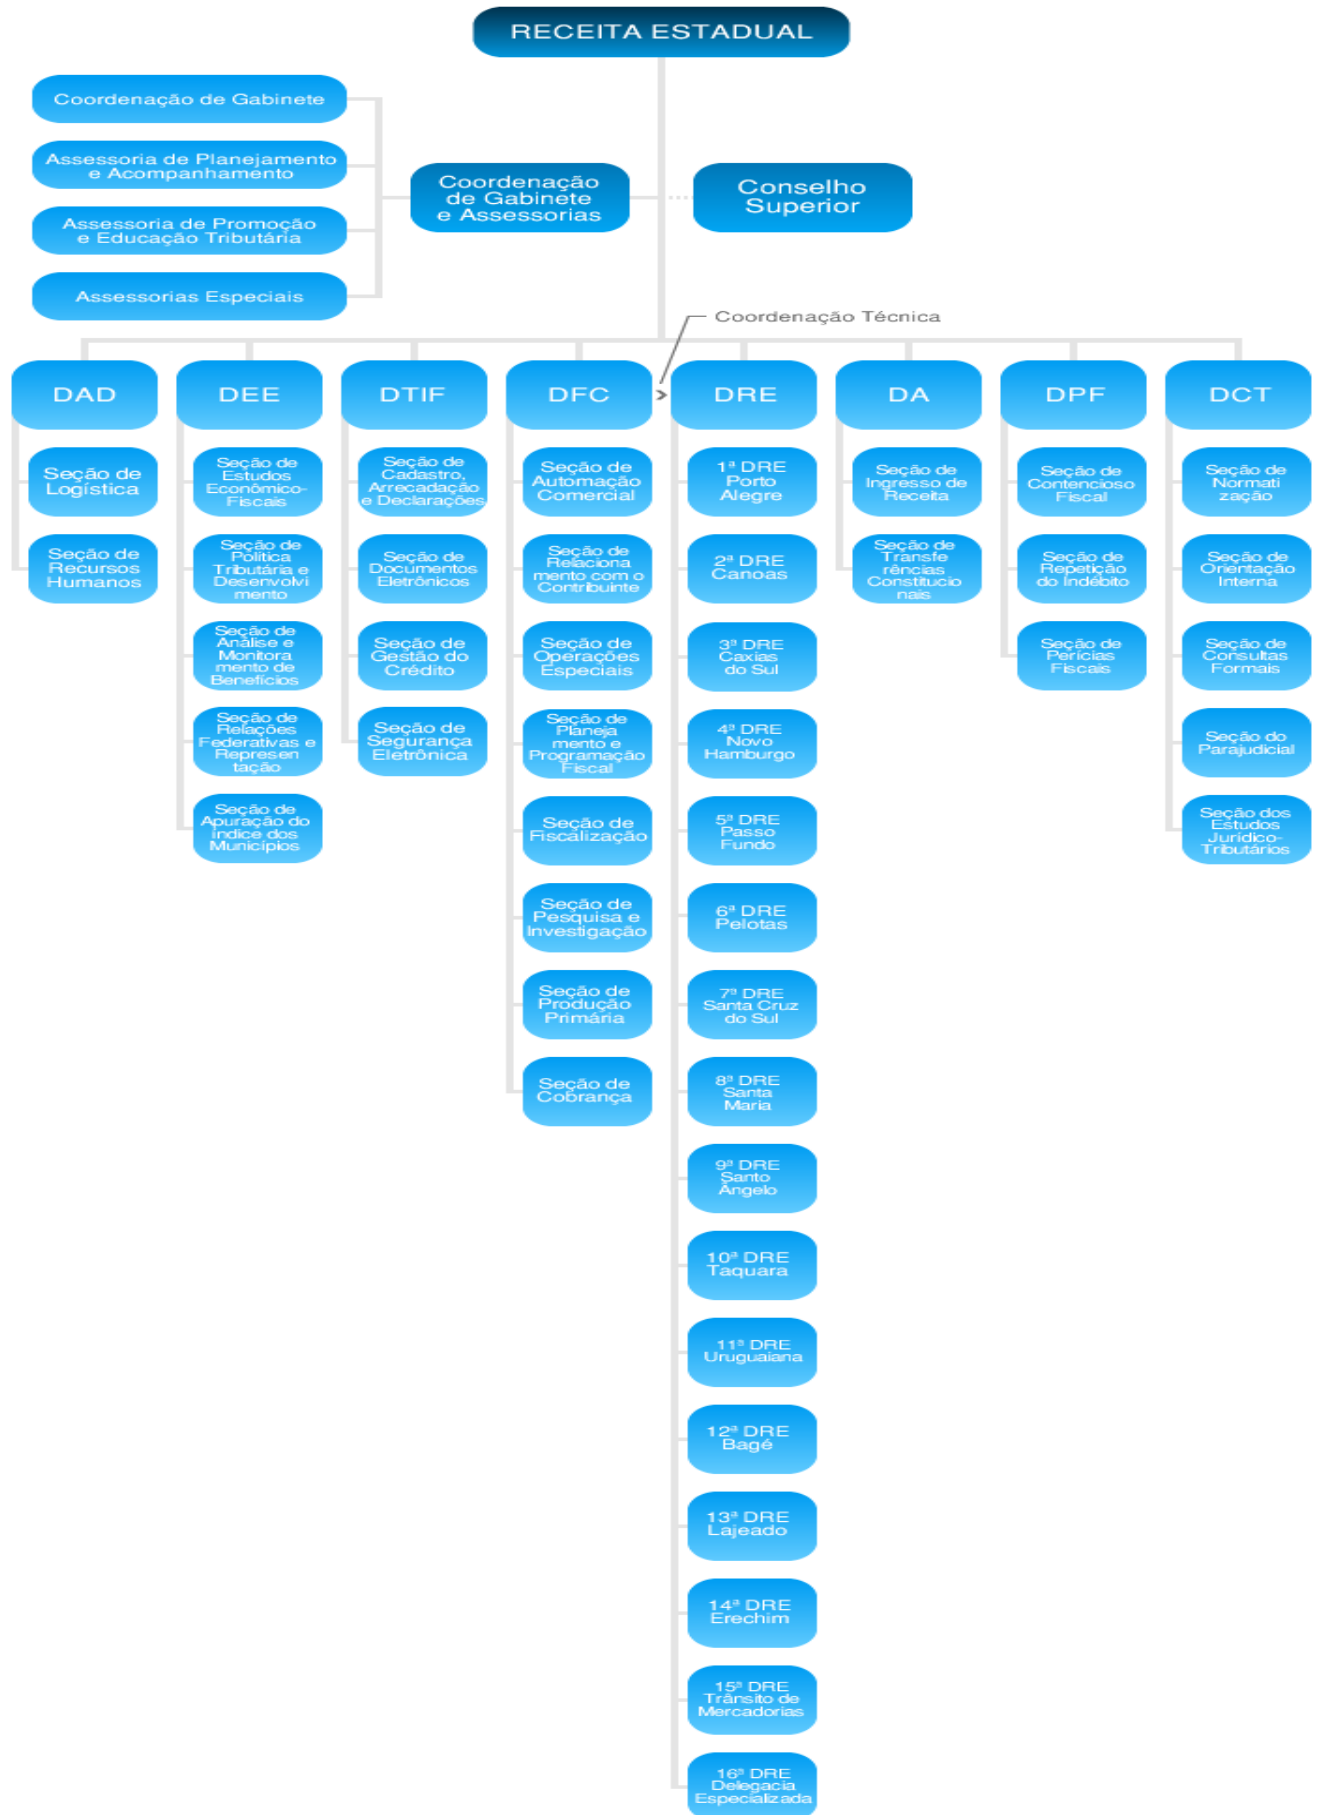 RECEITA ESTADUAL
Coordenação de Gabinete
Assessoria de Planejamento
e Acompanhamento
Assessoria de Promoção
e Educação Tributária
Assessorias Especiais
Coordenação
de Gabinete
e Assessorias
Conselho
Superior
Coordenação Técnica
DAD
Seção de
Logística
Seção de
Recursos
Humanos
DEE
Seção de
Estudos
Econômico-
Fiscais
Seção de
Política
Tributária e
Desenvolvi
mento
Seção de
Análise e
Monitora
mento de
Benefícios
Seção de
Relações
Federativas e
Represen
tação
Seção de
Apuração do
Índice dos
Municípios
DTIF
Seção de
Cadastro,
Arrecadação
e Declarações
Seção de
Documentos
Eletrônicos
Seção de
Gestão do
Crédito
Seção de
Segurança
Eletrônica
DFC
Seção de
Automação
Comercial
Seção de
Relaciona
mento com o
Contribuinte
Seção de
Operações
Especiais
Seção de
Planeja
mento e
Programação
Fiscal
Seção de
Fiscalização
Seção de
Pesquisa e
Investigação
Seção de
Produção
Primária
Seção de
Cobrança
DRE
1ª DRE
Porto
Alegre
2ª DRE
Canoas
3ª DRE
Caxias
do Sul
4ª DRE
Novo
Hamburgo
5ª DRE
Passo
Fundo
6ª DRE
Pelotas
7ª DRE
Santa Cruz
do Sul
8ª DRE
Santa
Maria
9ª DRE
Santo
Ângelo
10ª DRE
Taquara
11ª DRE
Uruguaiana
12ª DRE
Bagé
13ª DRE
Lajeado
14ª DRE
Erechim
15ª DRE
Trânsito de
Mercadorias
16ª DRE
Delegacia
Especializada
DA
Seção de
Ingresso de
Receita
Seção de
Transfe
rências
Constitucio
nais
DPF
Seção de
Contencioso
Fiscal
Seção de
Repetição
do Indébito
Seção de
Perícias
Fiscais
DCT
Seção de
Normati
zação
Seção de
Orientação
Interna
Seção de
Consultas
Formais
Seção do
Parajudicial
Seção dos
Estudos
Jurídico-
Tributários